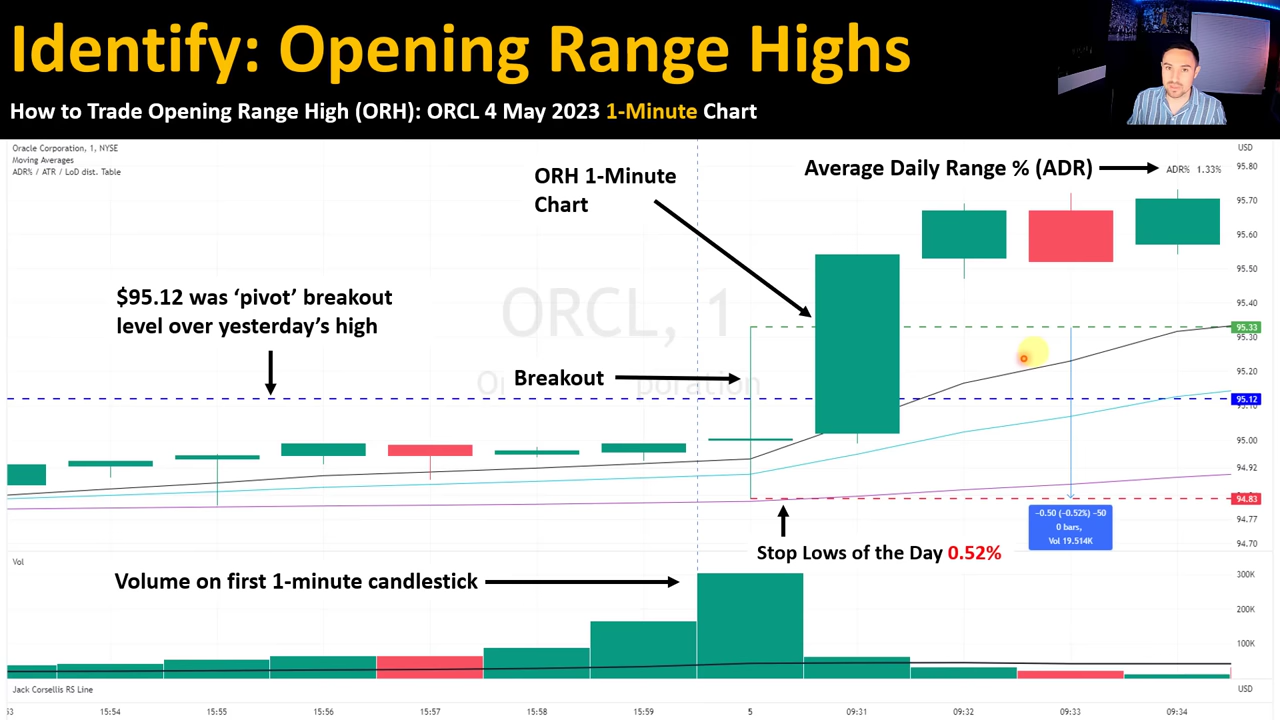 Identify: Opening Range Highs
How to Trade Opening Range High (ORH): ORCL 4 May 2023 1-Minute Chart
Oracle Corporation, 1, NYSE
Moving Averages
ADR% / ATR / LoD dist. Table
USD
95.80
Average Daily Range % (ADR)
ADR% 1.33%
ORH 1-Minute
Chart
95.70
95.60
95.50
95.40
$95.12 was ‘pivot’ breakout
level over yesterday’s high
ORCL, 1
95.33
95.30
95.20
Breakout
95.12
95.10
95.00
94.92
94.83
94.77
94.70
−0.50 (−0.52%) −50
0 bars,
Vol 19.514K
Stop Lows of the Day 0.52%
Vol
Volume on first 1-minute candlestick
300K
200K
100K
Jack Corsellis RS Line
USD
53
15:54
15:55
15:56
15:57
15:58
15:59
5
09:31
09:32
09:33
09:34